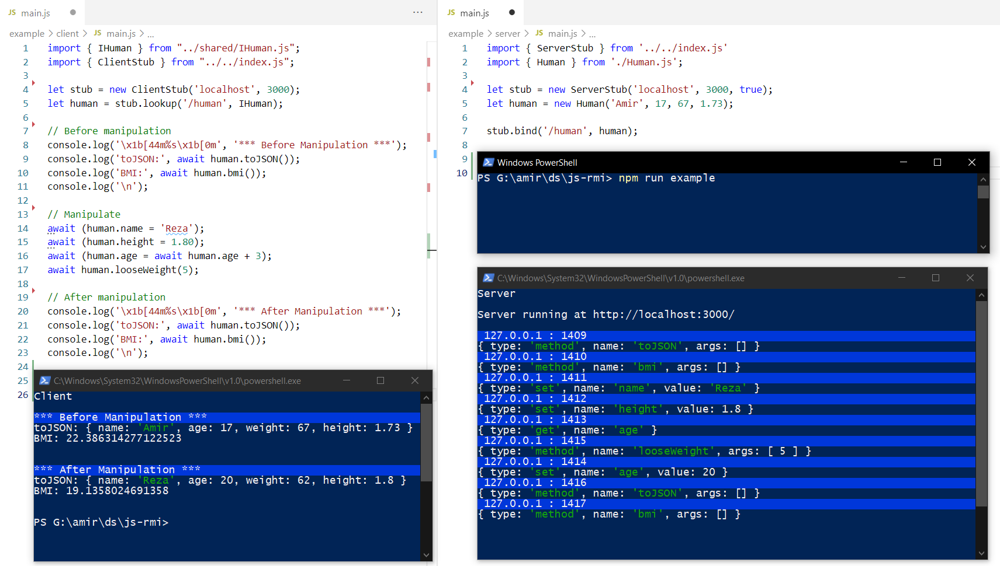 JS main.js ● ···
example > client > JS main.js > ...
1 import { IHuman } from "../shared/IHuman.js";
2 import { ClientStub } from "../../index.js";
3
4 let stub = new ClientStub('localhost', 3000);
5 let human = stub.lookup('/human', IHuman);
6
7 // Before manipulation
8 console.log('\x1b[44m%s\x1b[0m', '*** Before Manipulation ***');
9 console.log('toJSON:', await human.toJSON());
10 console.log('BMI:', await human.bmi());
11 console.log('\n');
12
13 // Manipulate
14 await (human.name = 'Reza');
15 await (human.height = 1.80);
16 await (human.age = await human.age + 3);
17 await human.looseWeight(5);
18
19 // After manipulation
20 console.log('\x1b[44m%s\x1b[0m', '*** After Manipulation ***');
21 console.log('toJSON:', await human.toJSON());
22 console.log('BMI:', await human.bmi());
23 console.log('\n');
24
25
26
C:\Windows\System32\WindowsPowerShell\v1.0\powershell.exe
Client
*** Before Manipulation ***
toJSON: { name: 'Amir', age: 17, weight: 67, height: 1.73 }
BMI: 22.386314277122523
*** After Manipulation ***
toJSON: { name: 'Reza', age: 20, weight: 62, height: 1.8 }
BMI: 19.1358024691358
PS G:\amir\ds\js-rmi>
JS main.js ●
example > server > JS main.js > ...
1 import { ServerStub } from '../../index.js'
2 import { Human } from './Human.js';
3
4 let stub = new ServerStub('localhost', 3000, true);
5 let human = new Human('Amir', 17, 67, 1.73);
6
7 stub.bind('/human', human);
8
9
10
Windows PowerShell
PS G:\amir\ds\js-rmi> npm run example
C:\Windows\System32\WindowsPowerShell\v1.0\powershell.exe
Server
Server running at http://localhost:3000/
127.0.0.1 : 1409
{ type: 'method', name: 'toJSON', args: [] }
127.0.0.1 : 1410
{ type: 'method', name: 'bmi', args: [] }
127.0.0.1 : 1411
{ type: 'set', name: 'name', value: 'Reza' }
127.0.0.1 : 1412
{ type: 'set', name: 'height', value: 1.8 }
127.0.0.1 : 1413
{ type: 'get', name: 'age' }
127.0.0.1 : 1415
{ type: 'method', name: 'looseWeight', args: [ 5 ] }
127.0.0.1 : 1414
{ type: 'set', name: 'age', value: 20 }
127.0.0.1 : 1416
{ type: 'method', name: 'toJSON', args: [] }
127.0.0.1 : 1417
{ type: 'method', name: 'bmi', args: [] }